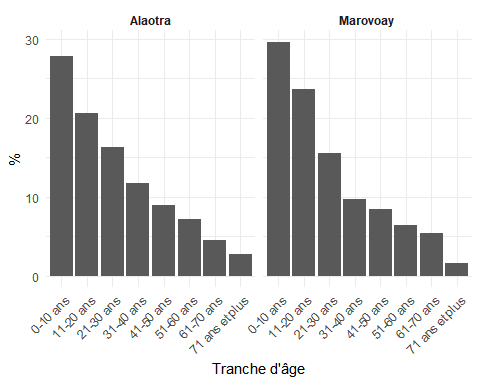 Alaotra
Marovoay
30
20
10
0
%
0-10 ans
11-20 ans
21-30 ans
31-40 ans
41-50 ans
51-60 ans
61-70 ans
71 ans et plus
0-10 ans
11-20 ans
21-30 ans
31-40 ans
41-50 ans
51-60 ans
61-70 ans
71 ans et plus
Tranche d'âge